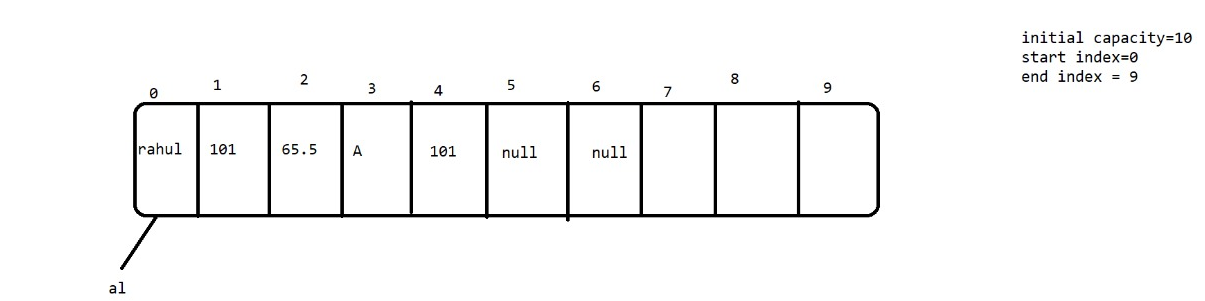 initial capacity=10
start index=0
end index = 9
0 1 2 3 4 5 6 7 8 9
rahul 101 65.5 A 101 null null
al